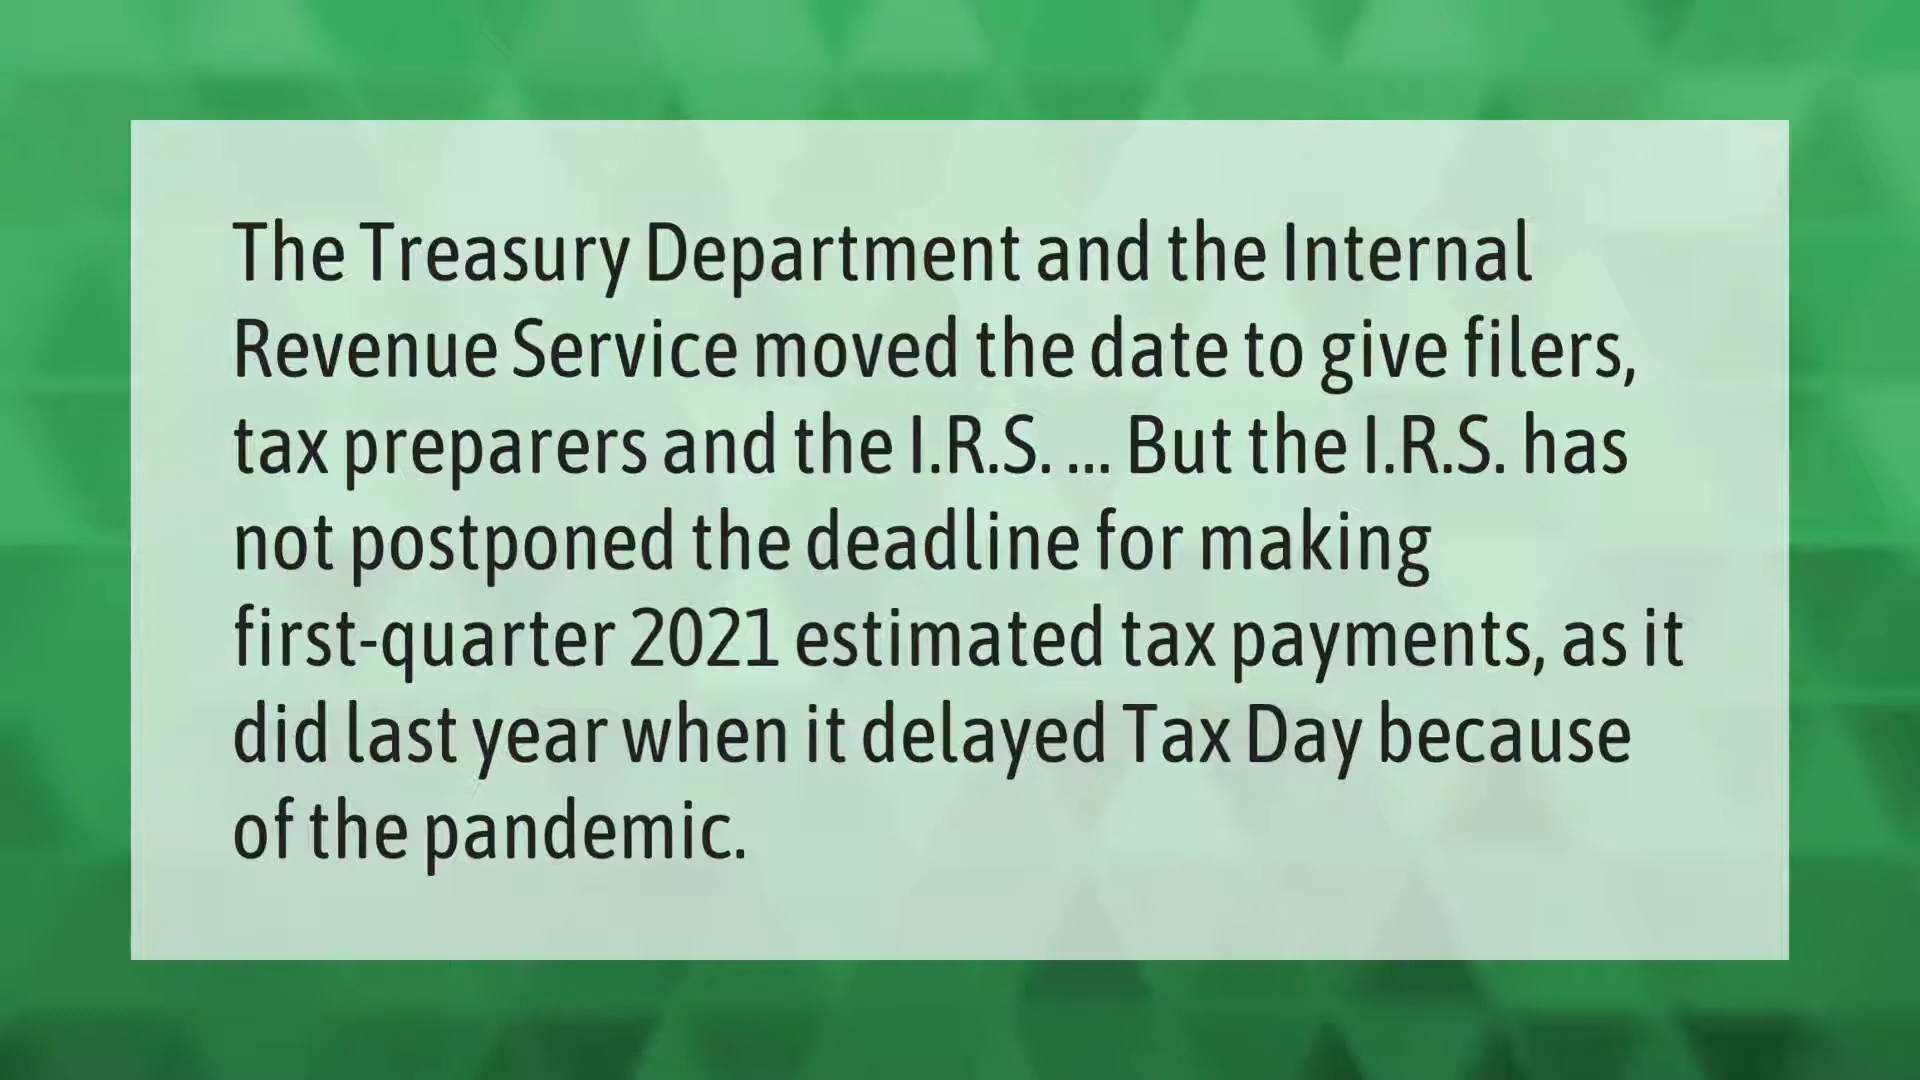 The Treasury Department and the Internal
Revenue Service moved the date to give filers,
tax preparers and the I.R.S. ... But the I.R.S. has
not postponed the deadline for making
first-quarter 2021 estimated tax payments, as it
did last year when it delayed Tax Day because
of the pandemic.